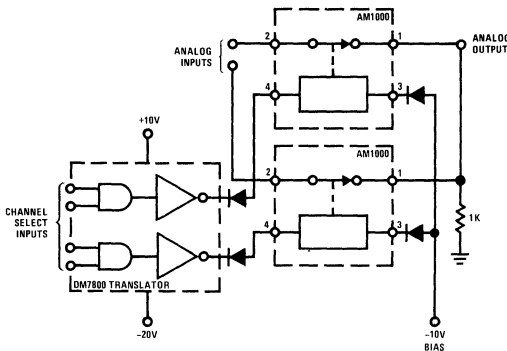 AM1000
ANALOG
INPUTS
2
1
ANALOG
OUTPUT
4
3
+10V
AM1000
2
1
CHANNEL
SELECT
INPUTS
4
3
1K
DM7800 TRANSLATOR
-20V
-10V
BIAS